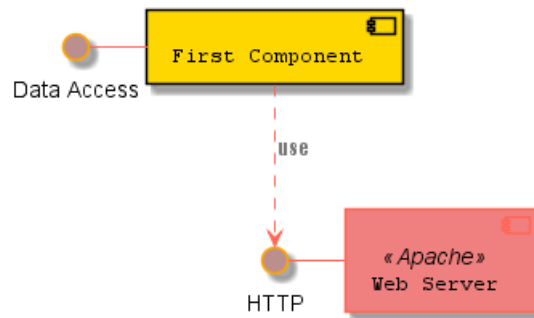 First Component
Data Access
use
«Apache»
Web Server
HTTP